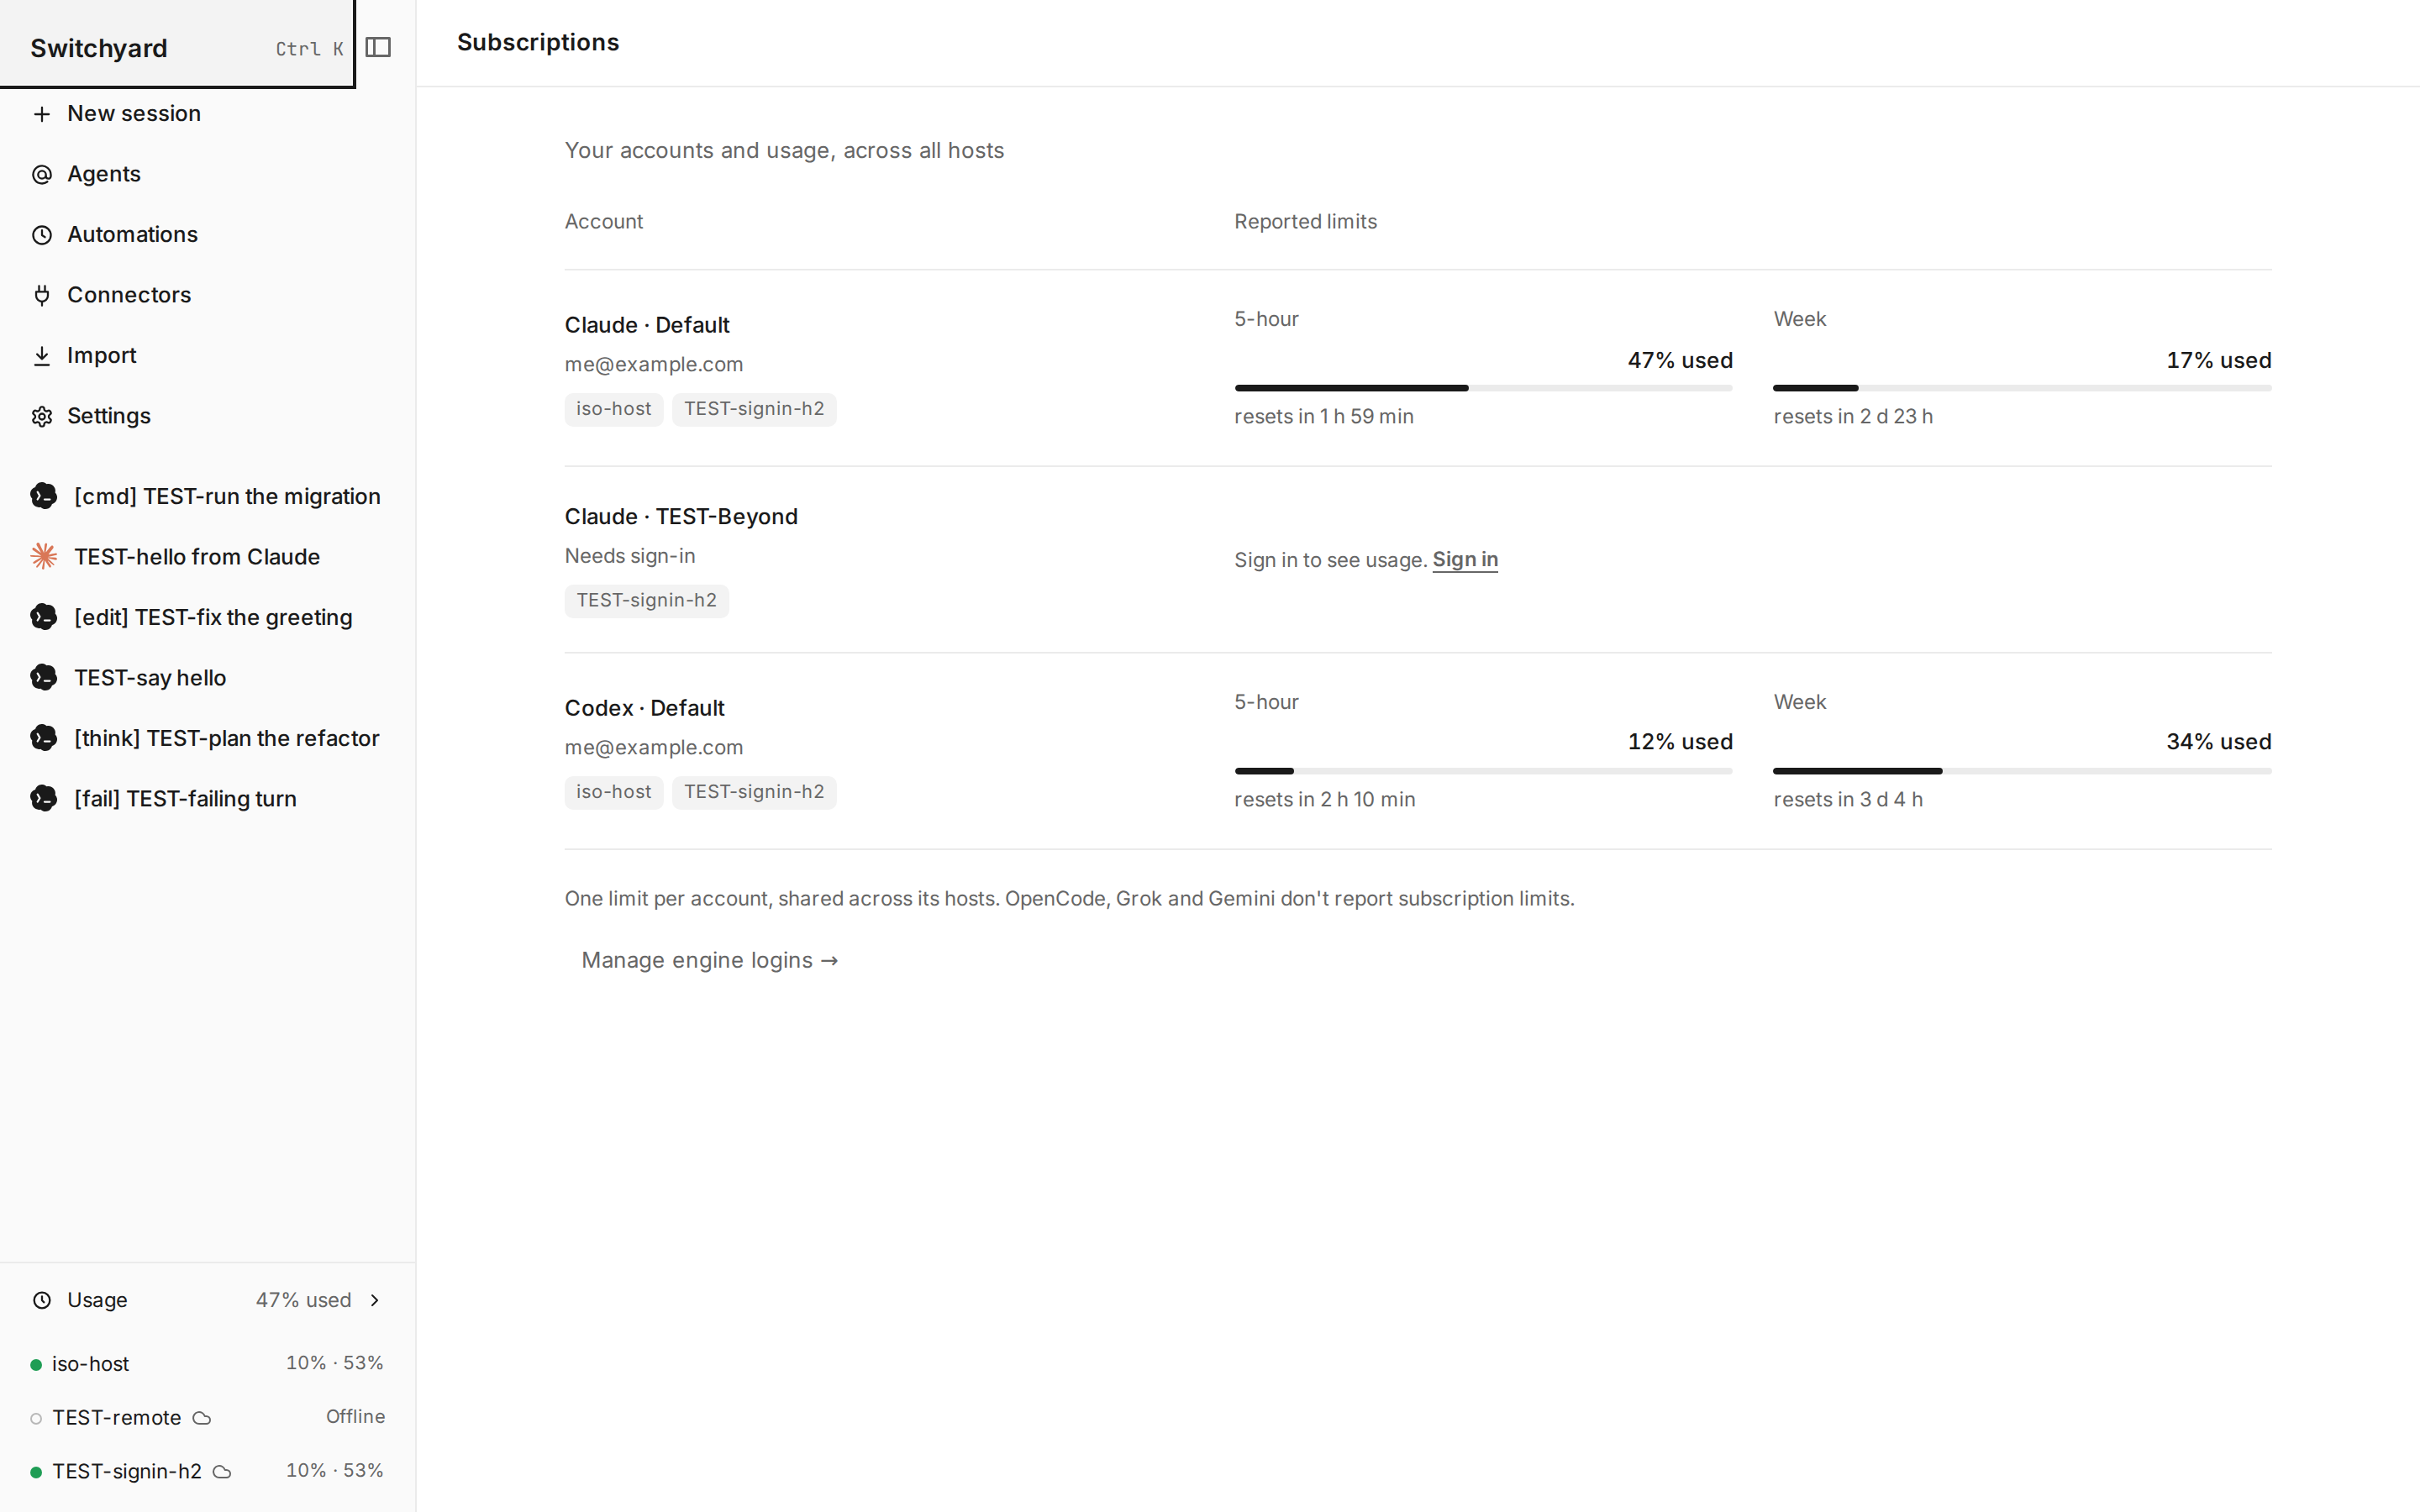 Switchyard Ctrl K
New session
Agents
Automations
Connectors
Import
Settings
[cmd] TEST-run the migration
TEST-hello from Claude
[edit] TEST-fix the greeting
TEST-say hello
[think] TEST-plan the refactor
[fail] TEST-failing turn
Usage 47% used
iso-host 10% · 53%
TEST-remote Offline
TEST-signin-h2 10% · 53%
Subscriptions
Your accounts and usage, across all hosts
Account Reported limits
Claude · Default
me@example.com
iso-host TEST-signin-h2
5-hour
47% used
resets in 1 h 59 min
Week
17% used
resets in 2 d 23 h
Claude · TEST-Beyond
Needs sign-in
TEST-signin-h2
Sign in to see usage. Sign in
Codex · Default
me@example.com
iso-host TEST-signin-h2
5-hour
12% used
resets in 2 h 10 min
Week
34% used
resets in 3 d 4 h
One limit per account, shared across its hosts. OpenCode, Grok and Gemini don't report subscription limits.
Manage engine logins →